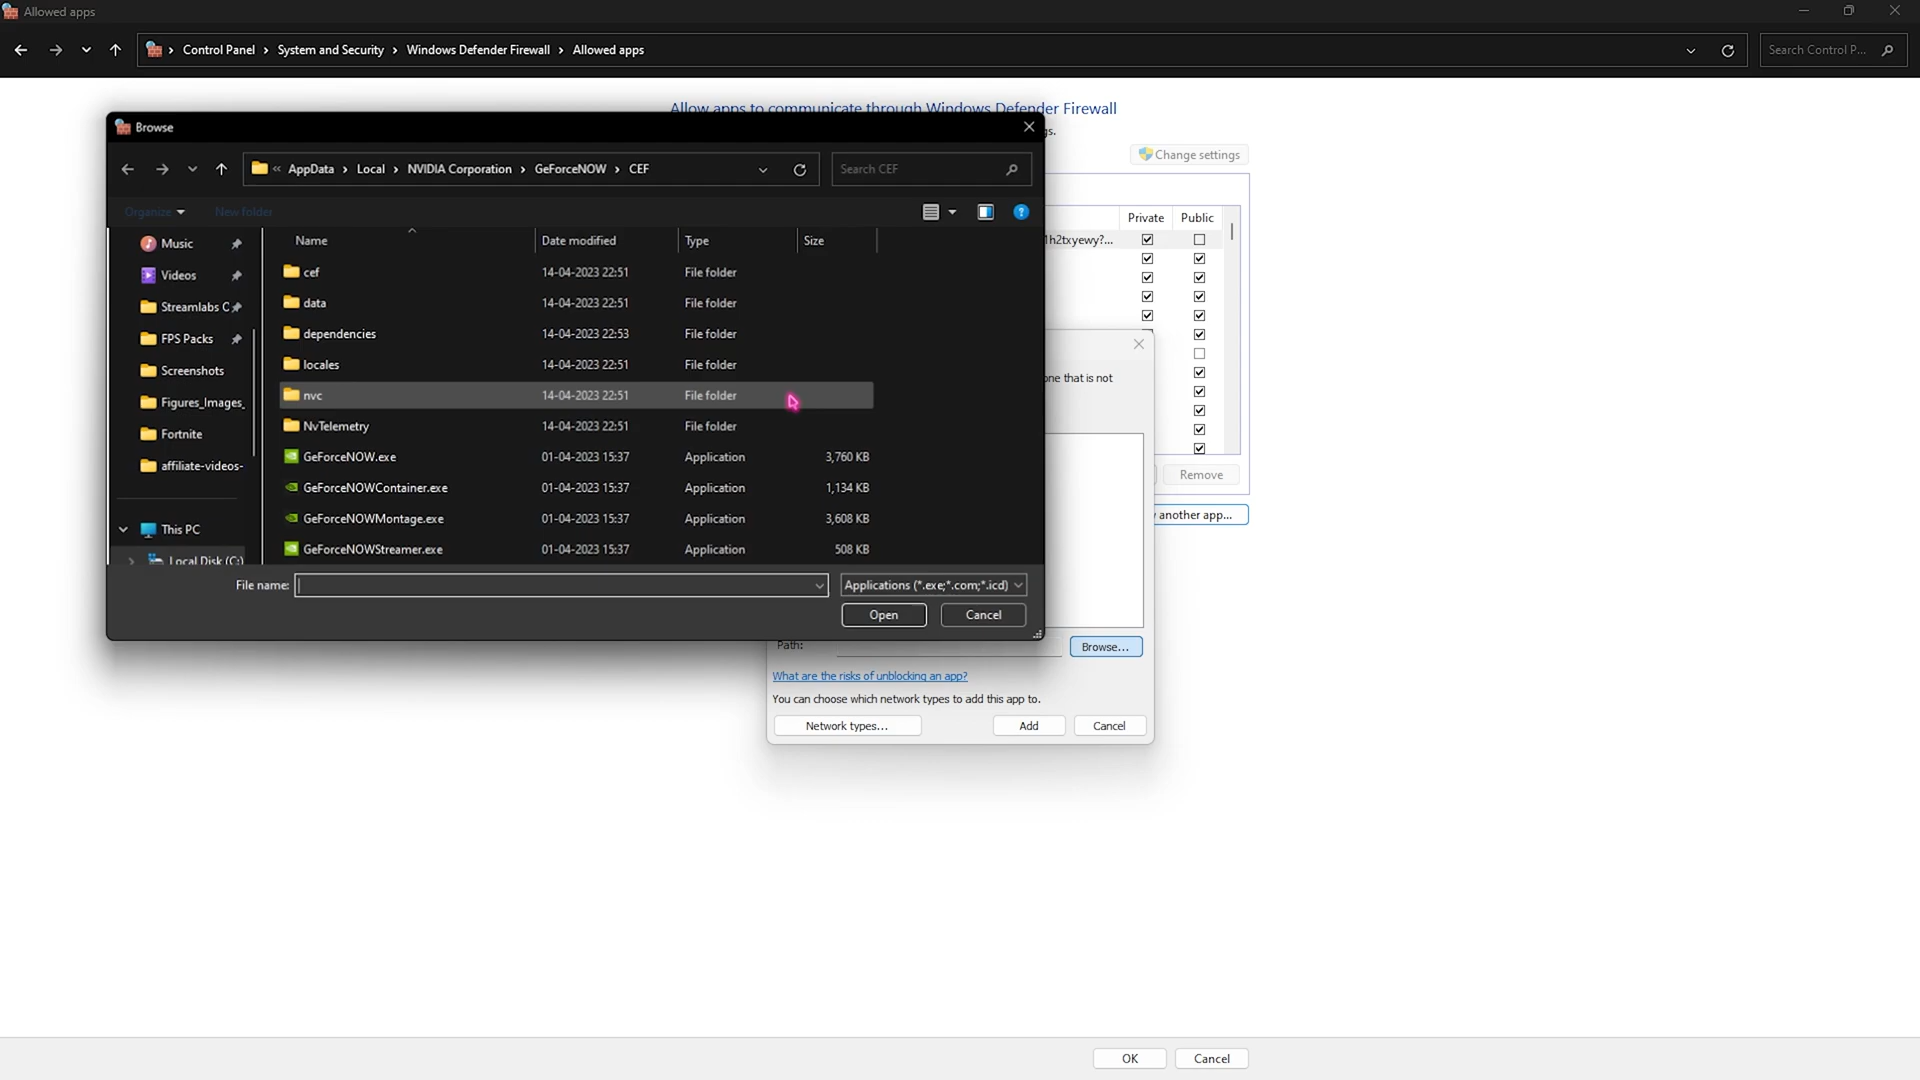 Allowed apps
Control Panel > System and Security > Windows Defender Firewall > Allowed apps
Search Control P...
Allow apps to communicate through Windows Defender Firewall
gs.
Change settings
Browse
« AppData > Local > NVIDIA Corporation > GeForceNOW > CEF
Search CEF
Organize
New folder
Private Public
Name Date modified Type Size
1h2txyewy?...
Music
Videos
Streamlabs C
FPS Packs
Screenshots
Figures_Images_
Fortnite
affiliate-videos-
This PC
Local Disk (C:)
cef 14-04-2023 22:51 File folder
data 14-04-2023 22:51 File folder
dependencies 14-04-2023 22:53 File folder
locales 14-04-2023 22:51 File folder
nvc 14-04-2023 22:51 File folder
NvTelemetry 14-04-2023 22:51 File folder
GeForceNOW.exe 01-04-2023 15:37 Application 3,760 KB
GeForceNOWContainer.exe 01-04-2023 15:37 Application 1,134 KB
GeForceNOWMontage.exe 01-04-2023 15:37 Application 3,608 KB
GeForceNOWStreamer.exe 01-04-2023 15:37 Application 508 KB
one that is not
Remove
another app...
File name:
Applications (*.exe;*.com;*.icd)
Open Cancel
Path:
Browse...
What are the risks of unblocking an app?
You can choose which network types to add this app to.
Network types... Add Cancel
OK Cancel